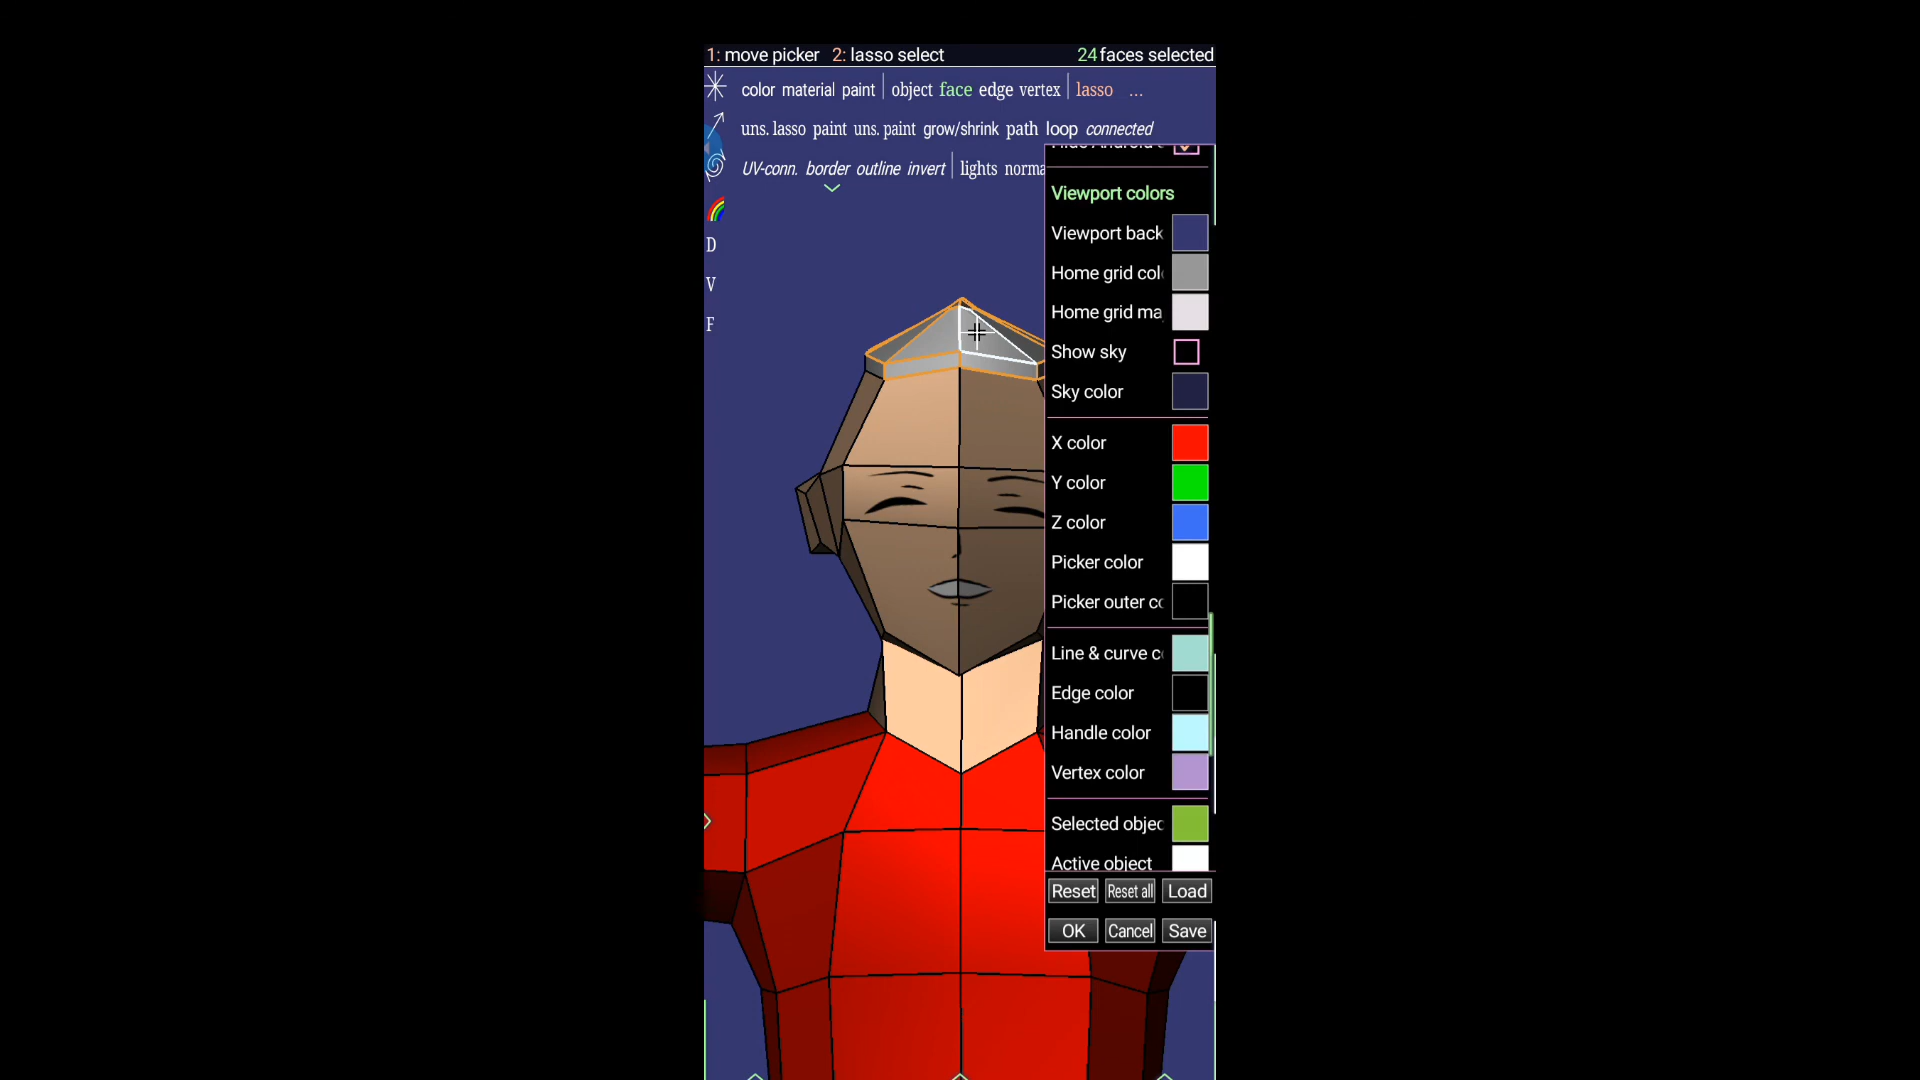 1: move picker 2: lasso select 24 faces selected
color material paint object face edge vertex lasso ...
uns. lasso paint uns. paint grow/shrink path loop connected
UV-conn. border outline invert lights norma
D
V
F
Viewport colors
Viewport back
Home grid col
Home grid ma
Show sky
Sky color
X color
Y color
Z color
Picker color
Picker outer co
Line & curve c
Edge color
Handle color
Vertex color
Selected objec
Active object
Reset Reset all Load
OK Cancel Save